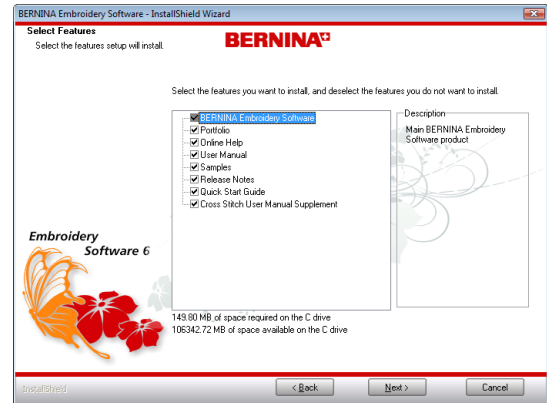 BERNINA Embroidery Software - InstallShield Wizard
Select Features
Select the features setup will install.
BERNINA
Select the features you want to install, and deselect the features you do not want to install.
BERNINA Embroidery Software
Portfolio
Online Help
User Manual
Samples
Release Notes
Quick Start Guide
Cross Stitch User Manual Supplement
Description
Main BERNINA Embroidery
Software product
Embroidery
Software 6
149.80 MB of space required on the C drive
106342.72 MB of space available on the C drive
InstallShield
< Back
Next >
Cancel